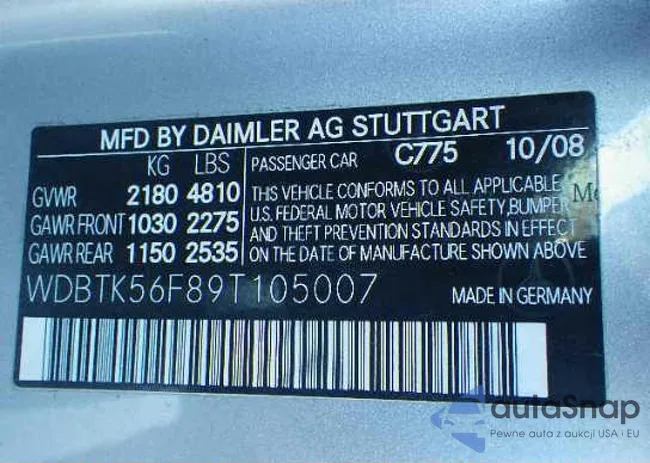 MFD BY DAIMLER AG STUTTGART
KG LBS
GVWR 2180 4810
GAWR FRONT 1030 2275
GAWR REAR 1150 2535
PASSENGER CAR C775 10/08
THIS VEHICLE CONFORMS TO ALL APPLICABLE
U.S. FEDERAL MOTOR VEHICLE SAFETY, BUMPER
AND THEFT PREVENTION STANDARDS IN EFFECT
ON THE DATE OF MANUFACTURE SHOWN ABOVE
WDBTK56F89T105007 MADE IN GERMANY
autoSnap
Pewne auta z aukcji USA i EU